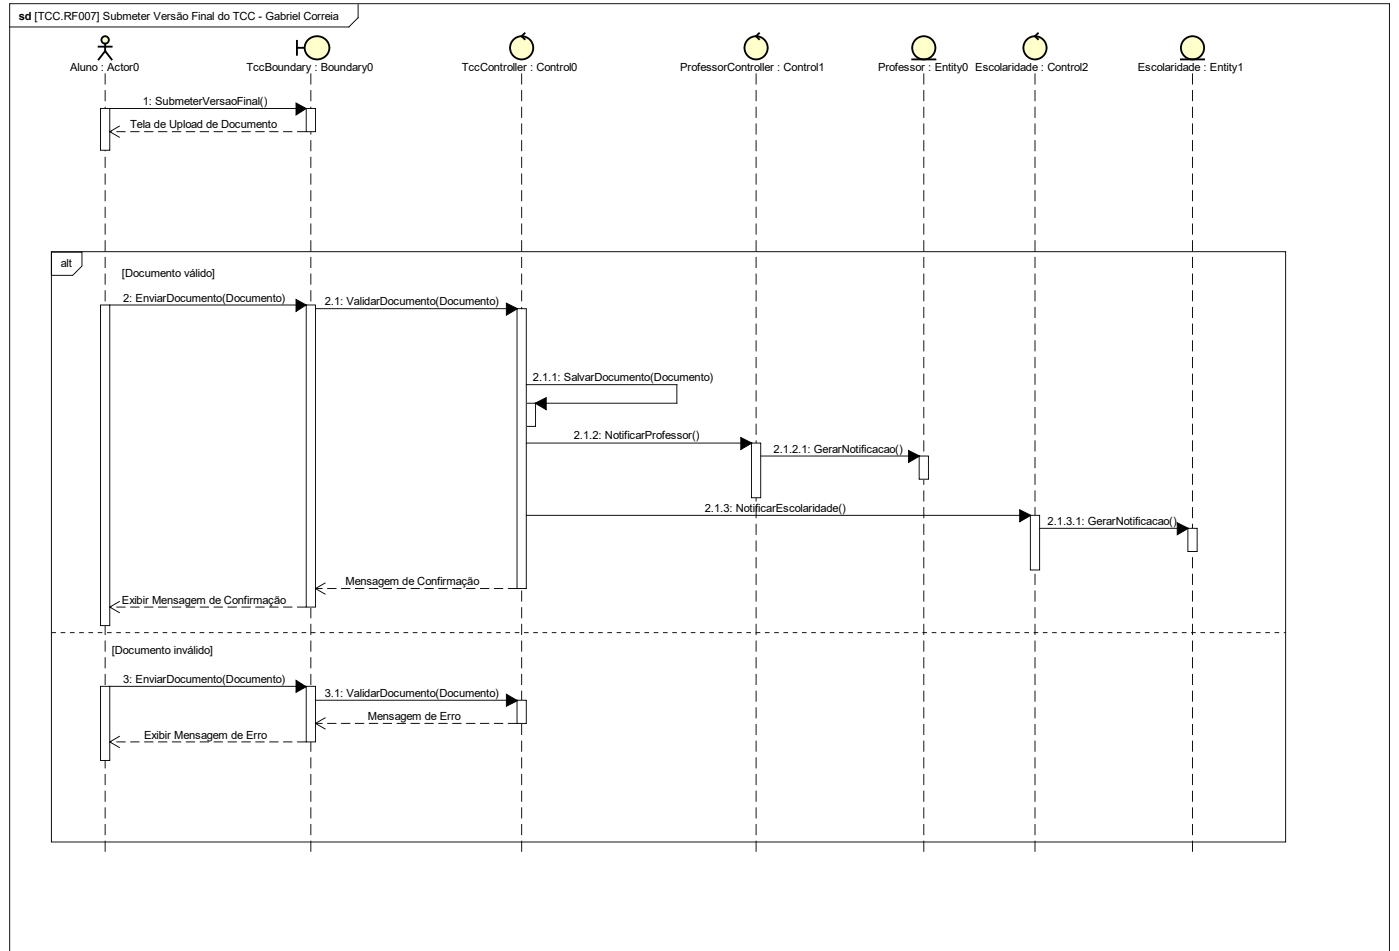 sd [TCC.RF007] Submeter Versão Final do TCC - Gabriel Correia
Aluno : Actor0
TccBoundary : Boundary0
TccController : Control0
ProfessorController : Control1
Professor : Entity0
Escolaridade : Control2
Escolaridade : Entity1
1: SubmeterVersaoFinal()
Tela de Upload de Documento
alt
[Documento válido]
2: EnviarDocumento(Documento)
2.1: ValidarDocumento(Documento)
2.1.1: SalvarDocumento(Documento)
2.1.2: NotificarProfessor()
2.1.2.1: GerarNotificacao()
2.1.3: NotificarEscolaridade()
2.1.3.1: GerarNotificacao()
Mensagem de Confirmação
Exibir Mensagem de Confirmação
[Documento inválido]
3: EnviarDocumento(Documento)
3.1: ValidarDocumento(Documento)
Mensagem de Erro
Exibir Mensagem de Erro